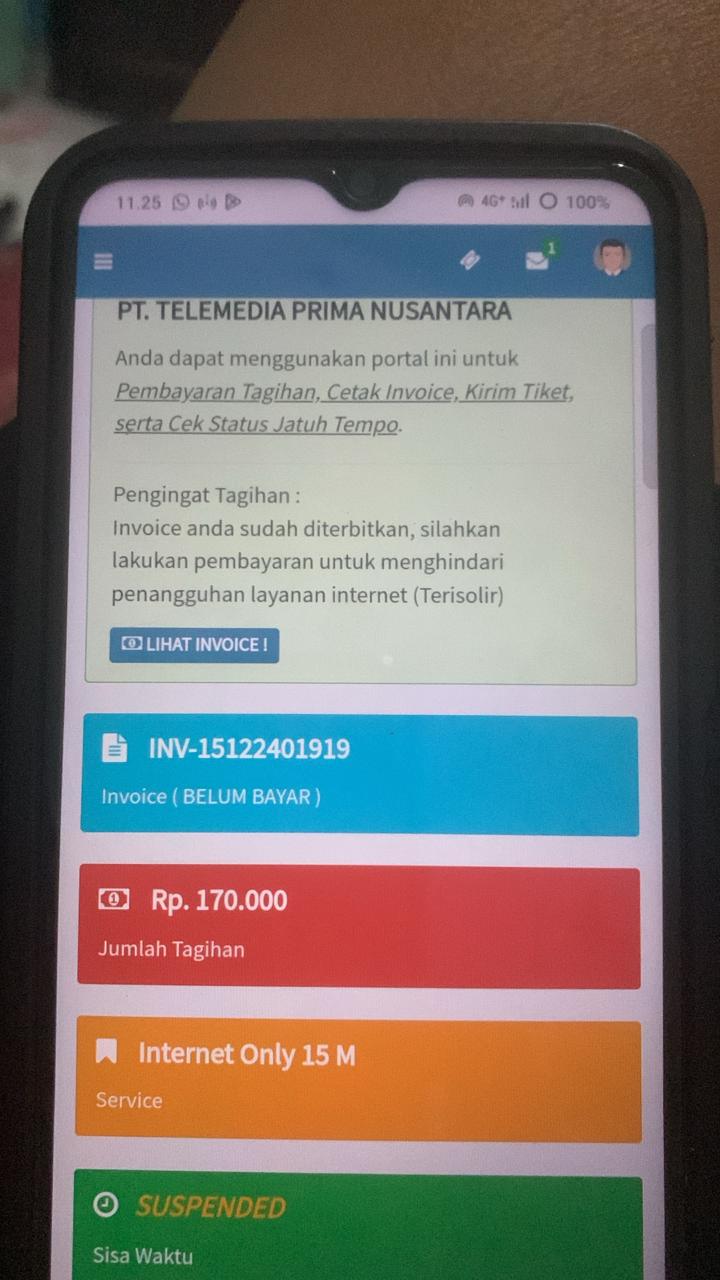 11.25 4G+ 100%
1
PT. TELEMEDIA PRIMA NUSANTARA
Anda dapat menggunakan portal ini untuk
Pembayaran Tagihan, Cetak Invoice, Kirim Tiket,
serta Cek Status Jatuh Tempo.
Pengingat Tagihan :
Invoice anda sudah diterbitkan, silahkan
lakukan pembayaran untuk menghindari
penangguhan layanan internet (Terisolir)
LIHAT INVOICE !
INV-15122401919
Invoice ( BELUM BAYAR )
Rp. 170.000
Jumlah Tagihan
Internet Only 15 M
Service
SUSPENDED
Sisa Waktu